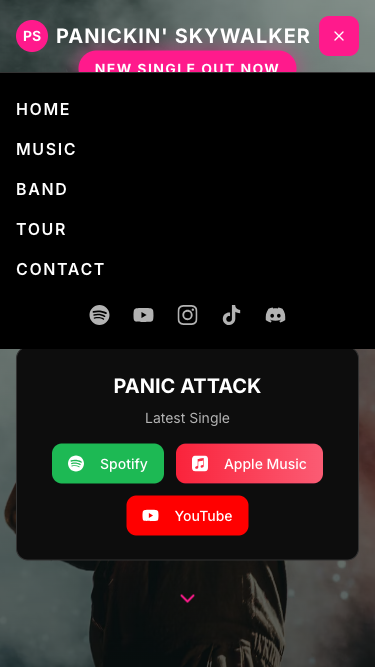 PS PANICKIN' SKYWALKER
NEW SINGLE OUT NOW
HOME
MUSIC
BAND
TOUR
CONTACT
PANIC ATTACK
Latest Single
Spotify Apple Music
YouTube